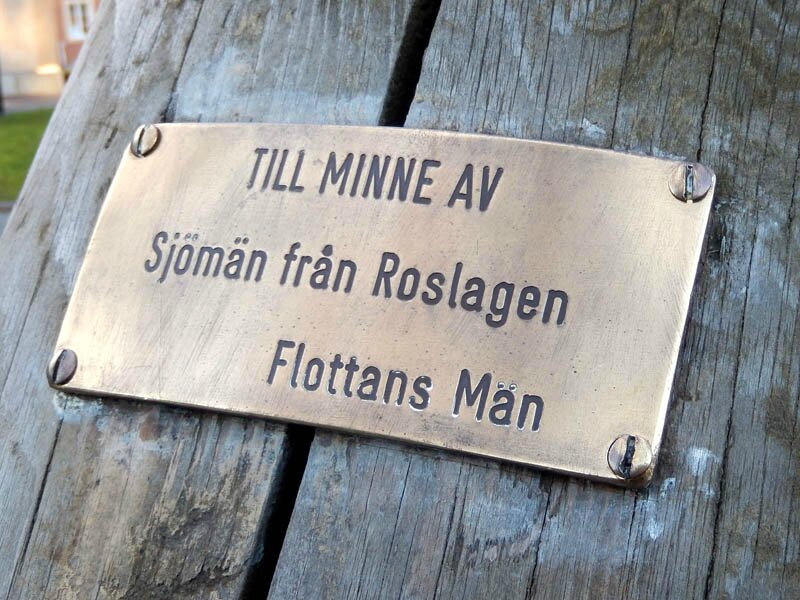 TILL MINNE AV
Sjömän från Roslagen
Flottans Män